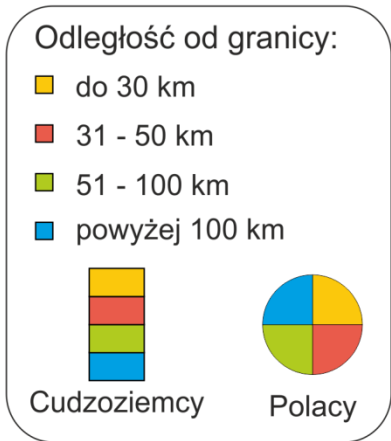 Odległość od granicy:
do 30 km
31 - 50 km
51 - 100 km
powyżej 100 km
Cudzoziemcy
Polacy